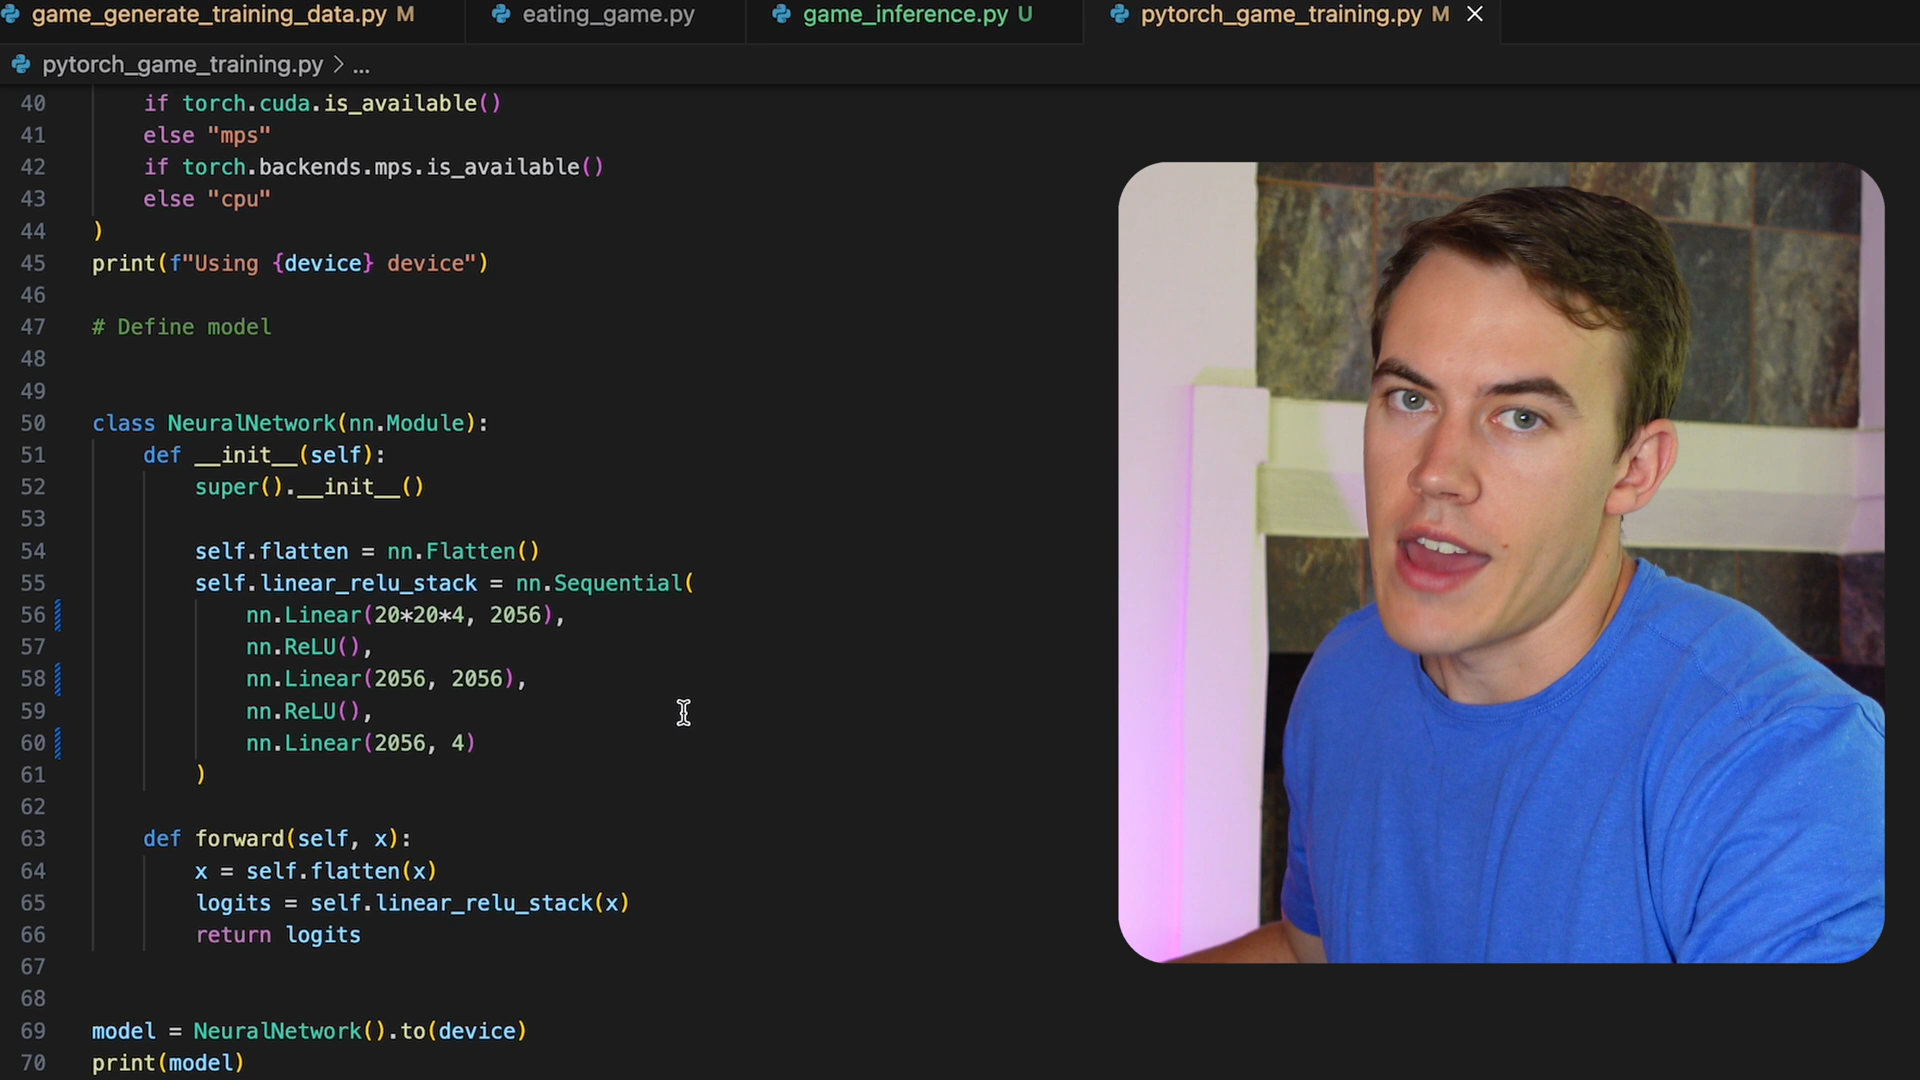 game_generate_training_data.py M eating_game.py game_inference.py U pytorch_game_training.py M
pytorch_game_training.py > ...
40 if torch.cuda.is_available()
41 else "mps"
42 if torch.backends.mps.is_available()
43 else "cpu"
44 )
45 print(f"Using {device} device")
46
47 # Define model
48
49
50 class NeuralNetwork(nn.Module):
51 def __init__(self):
52 super().__init__()
53
54 self.flatten = nn.Flatten()
55 self.linear_relu_stack = nn.Sequential(
56 nn.Linear(20*20*4, 2056),
57 nn.ReLU(),
58 nn.Linear(2056, 2056),
59 nn.ReLU(),
60 nn.Linear(2056, 4)
61 )
62
63 def forward(self, x):
64 x = self.flatten(x)
65 logits = self.linear_relu_stack(x)
66 return logits
67
68
69 model = NeuralNetwork().to(device)
70 print(model)